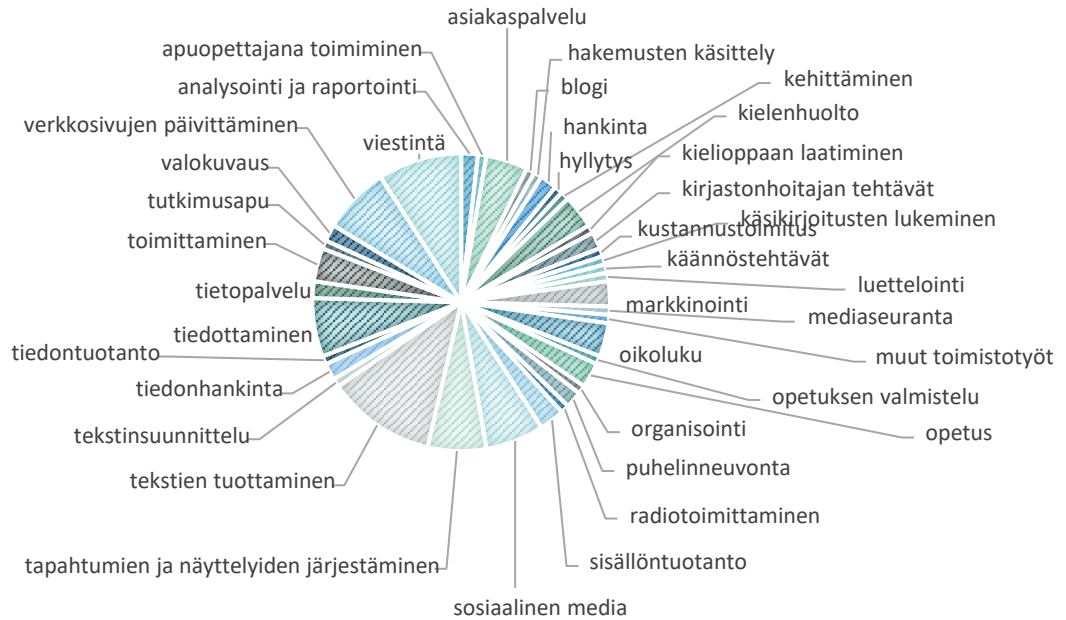 asiakaspalvelu
apuopettajana toimiminen
hakemusten käsittely
analysointi ja raportointi
blogi
kehittäminen
verkkosivujen päivittäminen
viestintä
hankinta
kielenhuolto
valokuvaus
hyllytys
kielioppaan laatiminen
tutkimusapu
kirjastonhoitajan tehtävät
käsikirjoitusten lukeminen
kustannustoimitus
toimittaminen
käännöstehtävät
luettelointi
tietopalvelu
markkinointi
mediaseuranta
tiedottaminen
tiedontuotanto
oikoluku
muut toimistotyöt
tiedonhankinta
opetuksen valmistelu
tekstinsuunnittelu
organisointi
opetus
puhelinneuvonta
tekstien tuottaminen
radiotoimittaminen
tapahtumien ja näyttelyiden järjestäminen
sisällöntuotanto
sosiaalinen media